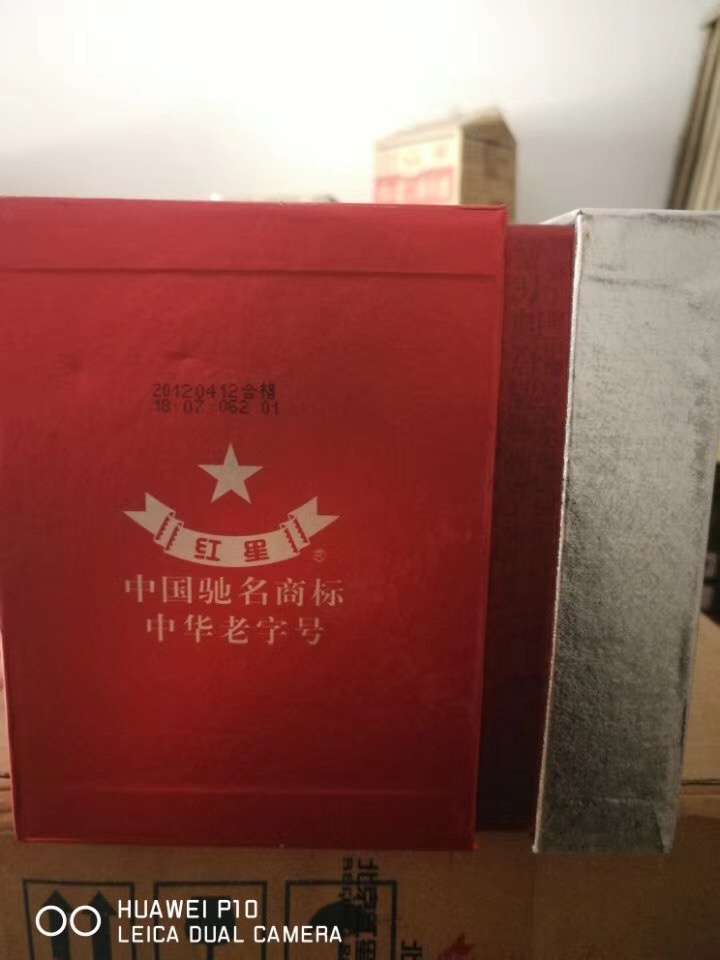 20120412合格
18:07 062 01
红星
®
中国驰名商标
中华老字号
HUAWEI P10
LEICA DUAL CAMERA